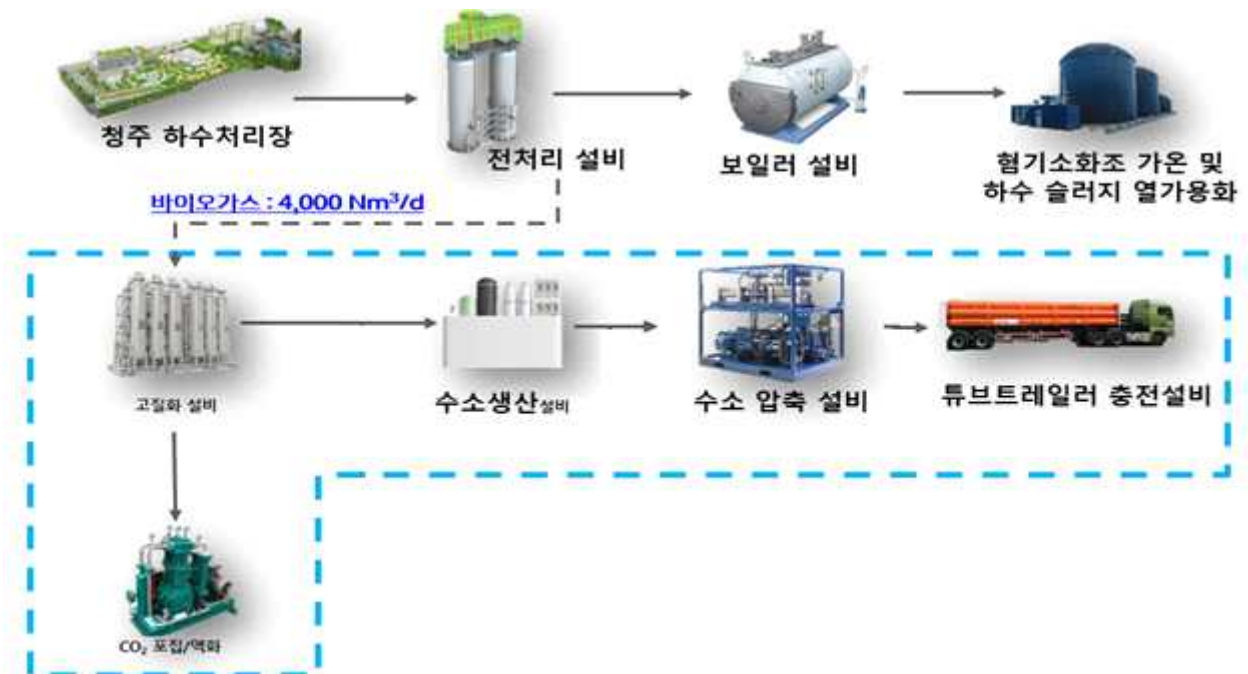 청주 하수처리장
전처리 설비
보일러 설비
혐기소화조 가온 및
하수 슬러지 열가용화
바이오가스 : 4,000 Nm³/d
고질화 설비
수소생산설비
수소 압축 설비
튜브트레일러 충전설비
CO₂ 포집/액화